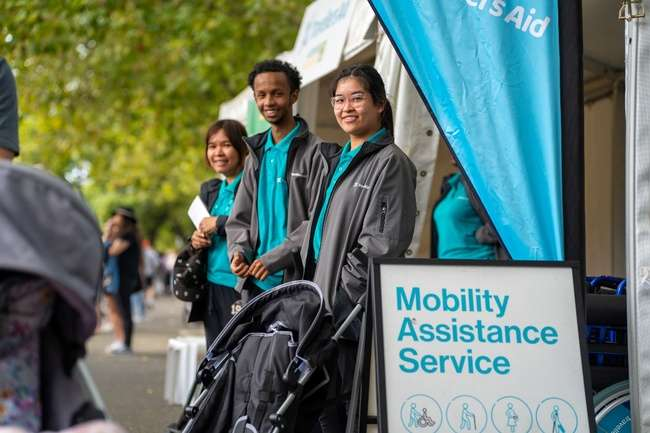 rs Aid
Mobility
Assistance
Service